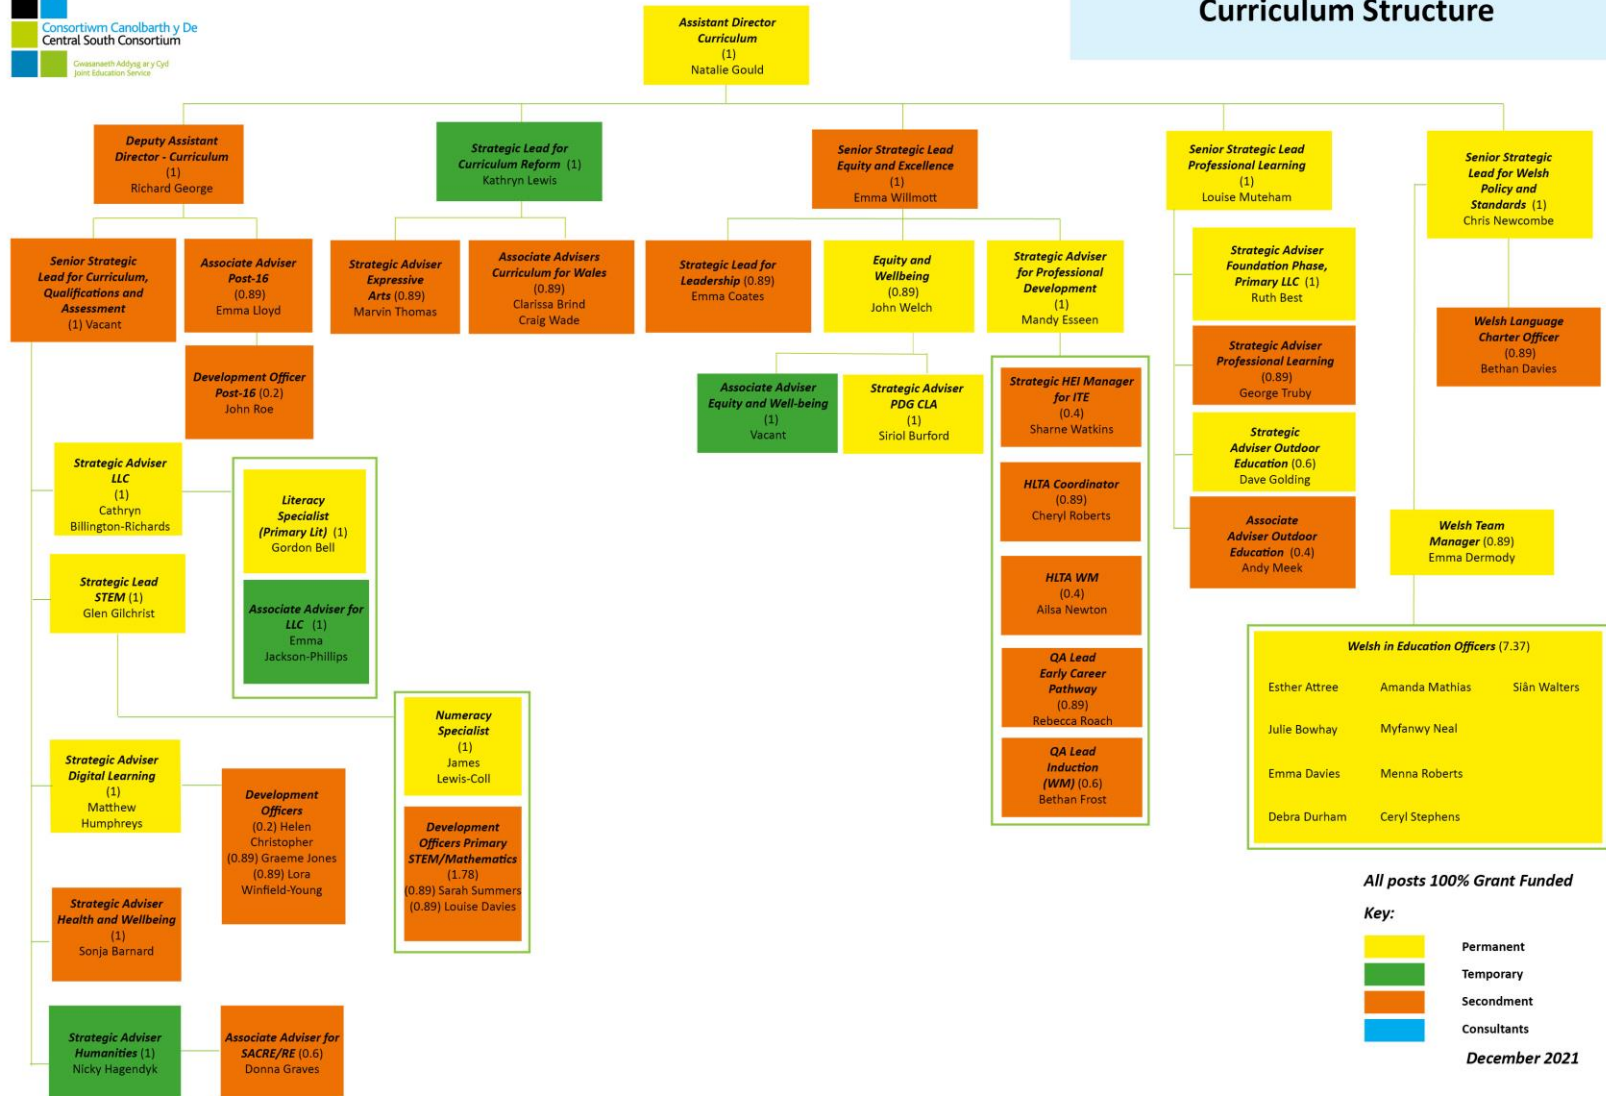 Consortiwm Canolbarth y De
Central South Consortium
Gwasanaeth Addysg ar y Cyd
Joint Education Service
Curriculum Structure
Assistant Director
Curriculum
(1)
Natalie Gould
Deputy Assistant
Director - Curriculum
(1)
Richard George
Strategic Lead for
Curriculum Reform (1)
Kathryn Lewis
Senior Strategic Lead
Equity and Excellence
(1)
Emma Willmott
Senior Strategic Lead
Professional Learning
(1)
Louise Muteham
Senior Strategic
Lead for Welsh
Policy and
Standards (1)
Chris Newcombe
Senior Strategic
Lead for Curriculum,
Qualifications and
Assessment
(1) Vacant
Associate Adviser
Post-16
(0.89)
Emma Lloyd
Development Officer
Post-16 (0.2)
John Roe
Strategic Adviser
Expressive
Arts (0.89)
Marvin Thomas
Associate Advisers
Curriculum for Wales
(0.89)
Clarissa Brind
Craig Wade
Strategic Lead for
Leadership (0.89)
Emma Coates
Equity and
Wellbeing
(0.89)
John Welch
Strategic Adviser
for Professional
Development
(1)
Mandy Esseen
Associate Adviser
Equity and Well-being
(1)
Vacant
Strategic Adviser
PDG CLA
(1)
Siriol Burford
Strategic HEI Manager
for ITE
(0.4)
Sharne Watkins
HLTA Coordinator
(0.89)
Cheryl Roberts
HLTA WM
(0.4)
Ailsa Newton
QA Lead
Early Career
Pathway
(0.89)
Rebecca Roach
QA Lead
Induction
(WM) (0.6)
Bethan Frost
Strategic Adviser
Foundation Phase,
Primary LLC (1)
Ruth Best
Strategic Adviser
Professional Learning
(0.89)
George Truby
Strategic
Adviser Outdoor
Education (0.6)
Dave Golding
Associate
Adviser Outdoor
Education (0.4)
Andy Meek
Welsh Language
Charter Officer
(0.89)
Bethan Davies
Welsh Team
Manager (0.89)
Emma Dermody
Welsh in Education Officers (7.37)
Esther Attree Amanda Mathias Siân Walters
Julie Bowhay Myfanwy Neal
Emma Davies Menna Roberts
Debra Durham Ceryl Stephens
Strategic Adviser
LLC
(1)
Cathryn
Billington-Richards
Literacy
Specialist
(Primary Lit) (1)
Gordon Bell
Associate Adviser for
LLC (1)
Emma
Jackson-Phillips
Strategic Lead
STEM (1)
Glen Gilchrist
Numeracy
Specialist
(1)
James
Lewis-Coll
Development
Officers Primary
STEM/Mathematics
(1.78)
(0.89) Sarah Summers
(0.89) Louise Davies
Strategic Adviser
Digital Learning
(1)
Matthew
Humphreys
Development
Officers
(0.2) Helen
Christopher
(0.89) Graeme Jones
(0.89) Lora
Winfield-Young
Strategic Adviser
Health and Wellbeing
(1)
Sonja Barnard
Strategic Adviser
Humanities (1)
Nicky Hagendyk
Associate Adviser for
SACRE/RE (0.6)
Donna Graves
All posts 100% Grant Funded
Key:
Permanent
Temporary
Secondment
Consultants
December 2021